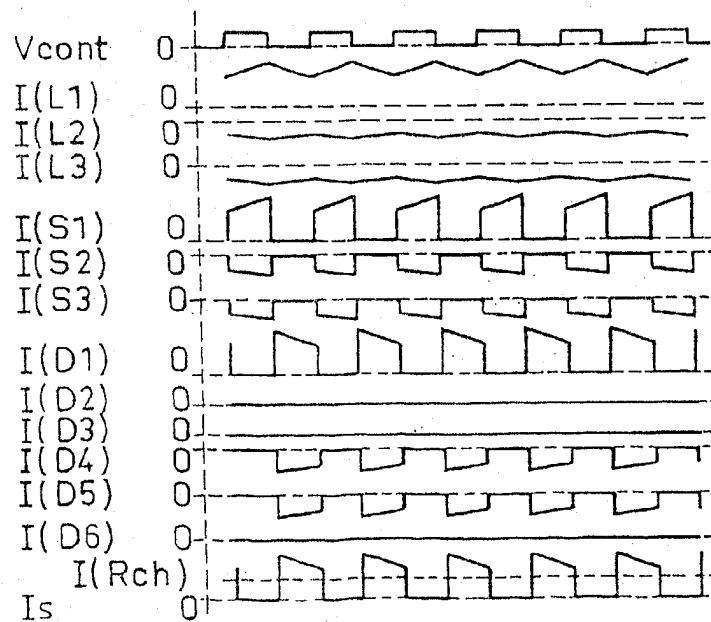 Vcont 0
I(L1) 0
I(L2) 0
I(L3) 0
I(S1) 0
I(S2) 0
I(S3) 0
I(D1) 0
I(D2) 0
I(D3) 0
I(D4) 0
I(D5) 0
I(D6) 0
I(Rch)
Is 0